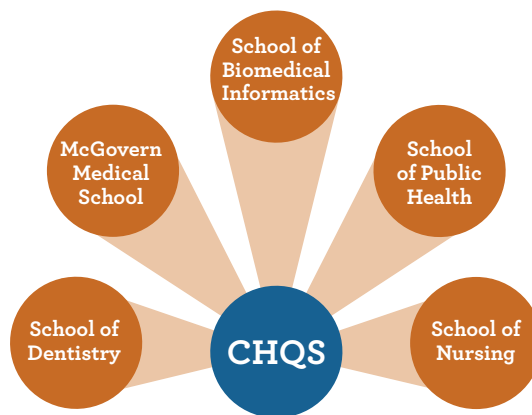 School of
Biomedical
Informatics
McGovern
Medical
School
School
of Public
Health
School of
Dentistry
CHQS
School of
Nursing